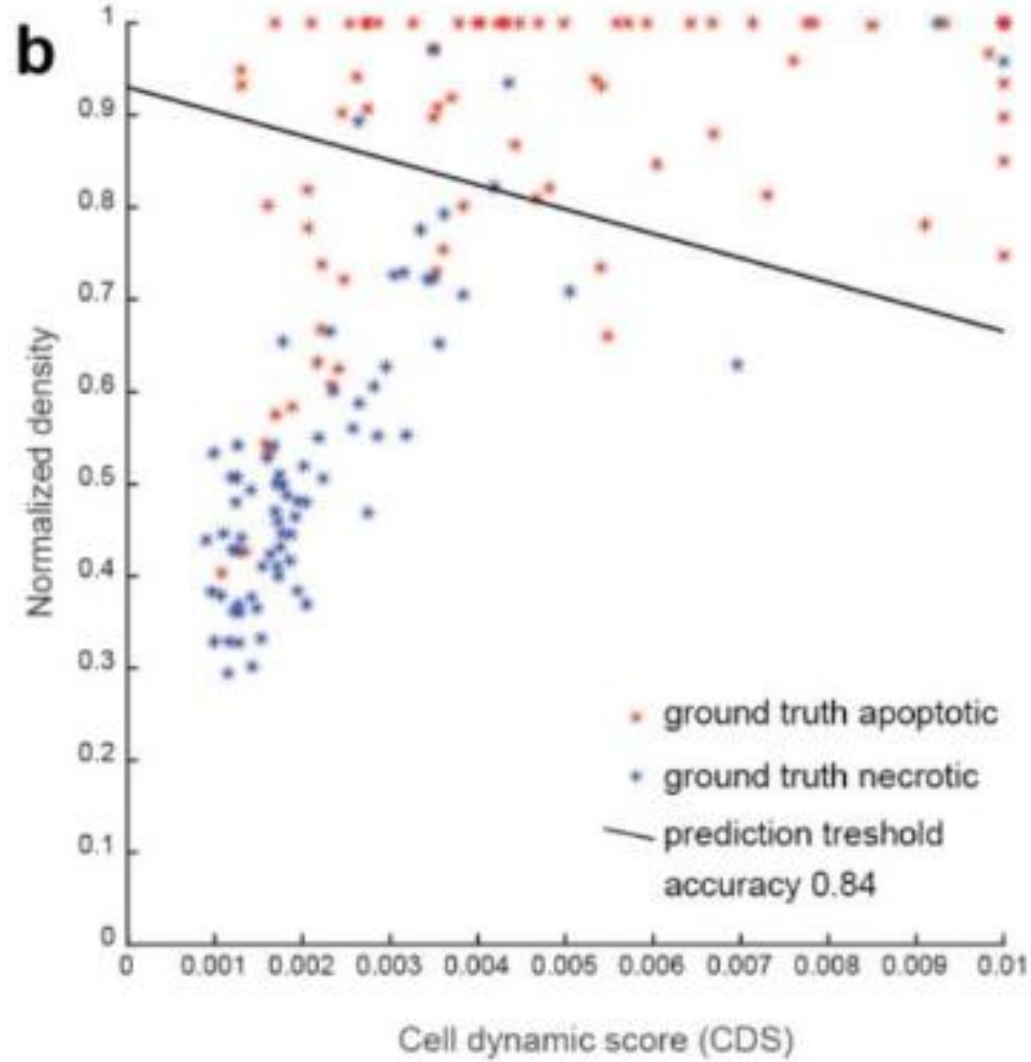 b
1
0.9
0.8
0.7
0.6
0.5
0.4
0.3
0.2
0.1
0
Normalized density
ground truth apoptotic
ground truth necrotic
prediction treshold
accuracy 0.84
0 0.001 0.002 0.003 0.004 0.005 0.006 0.007 0.008 0.009 0.01
Cell dynamic score (CDS)